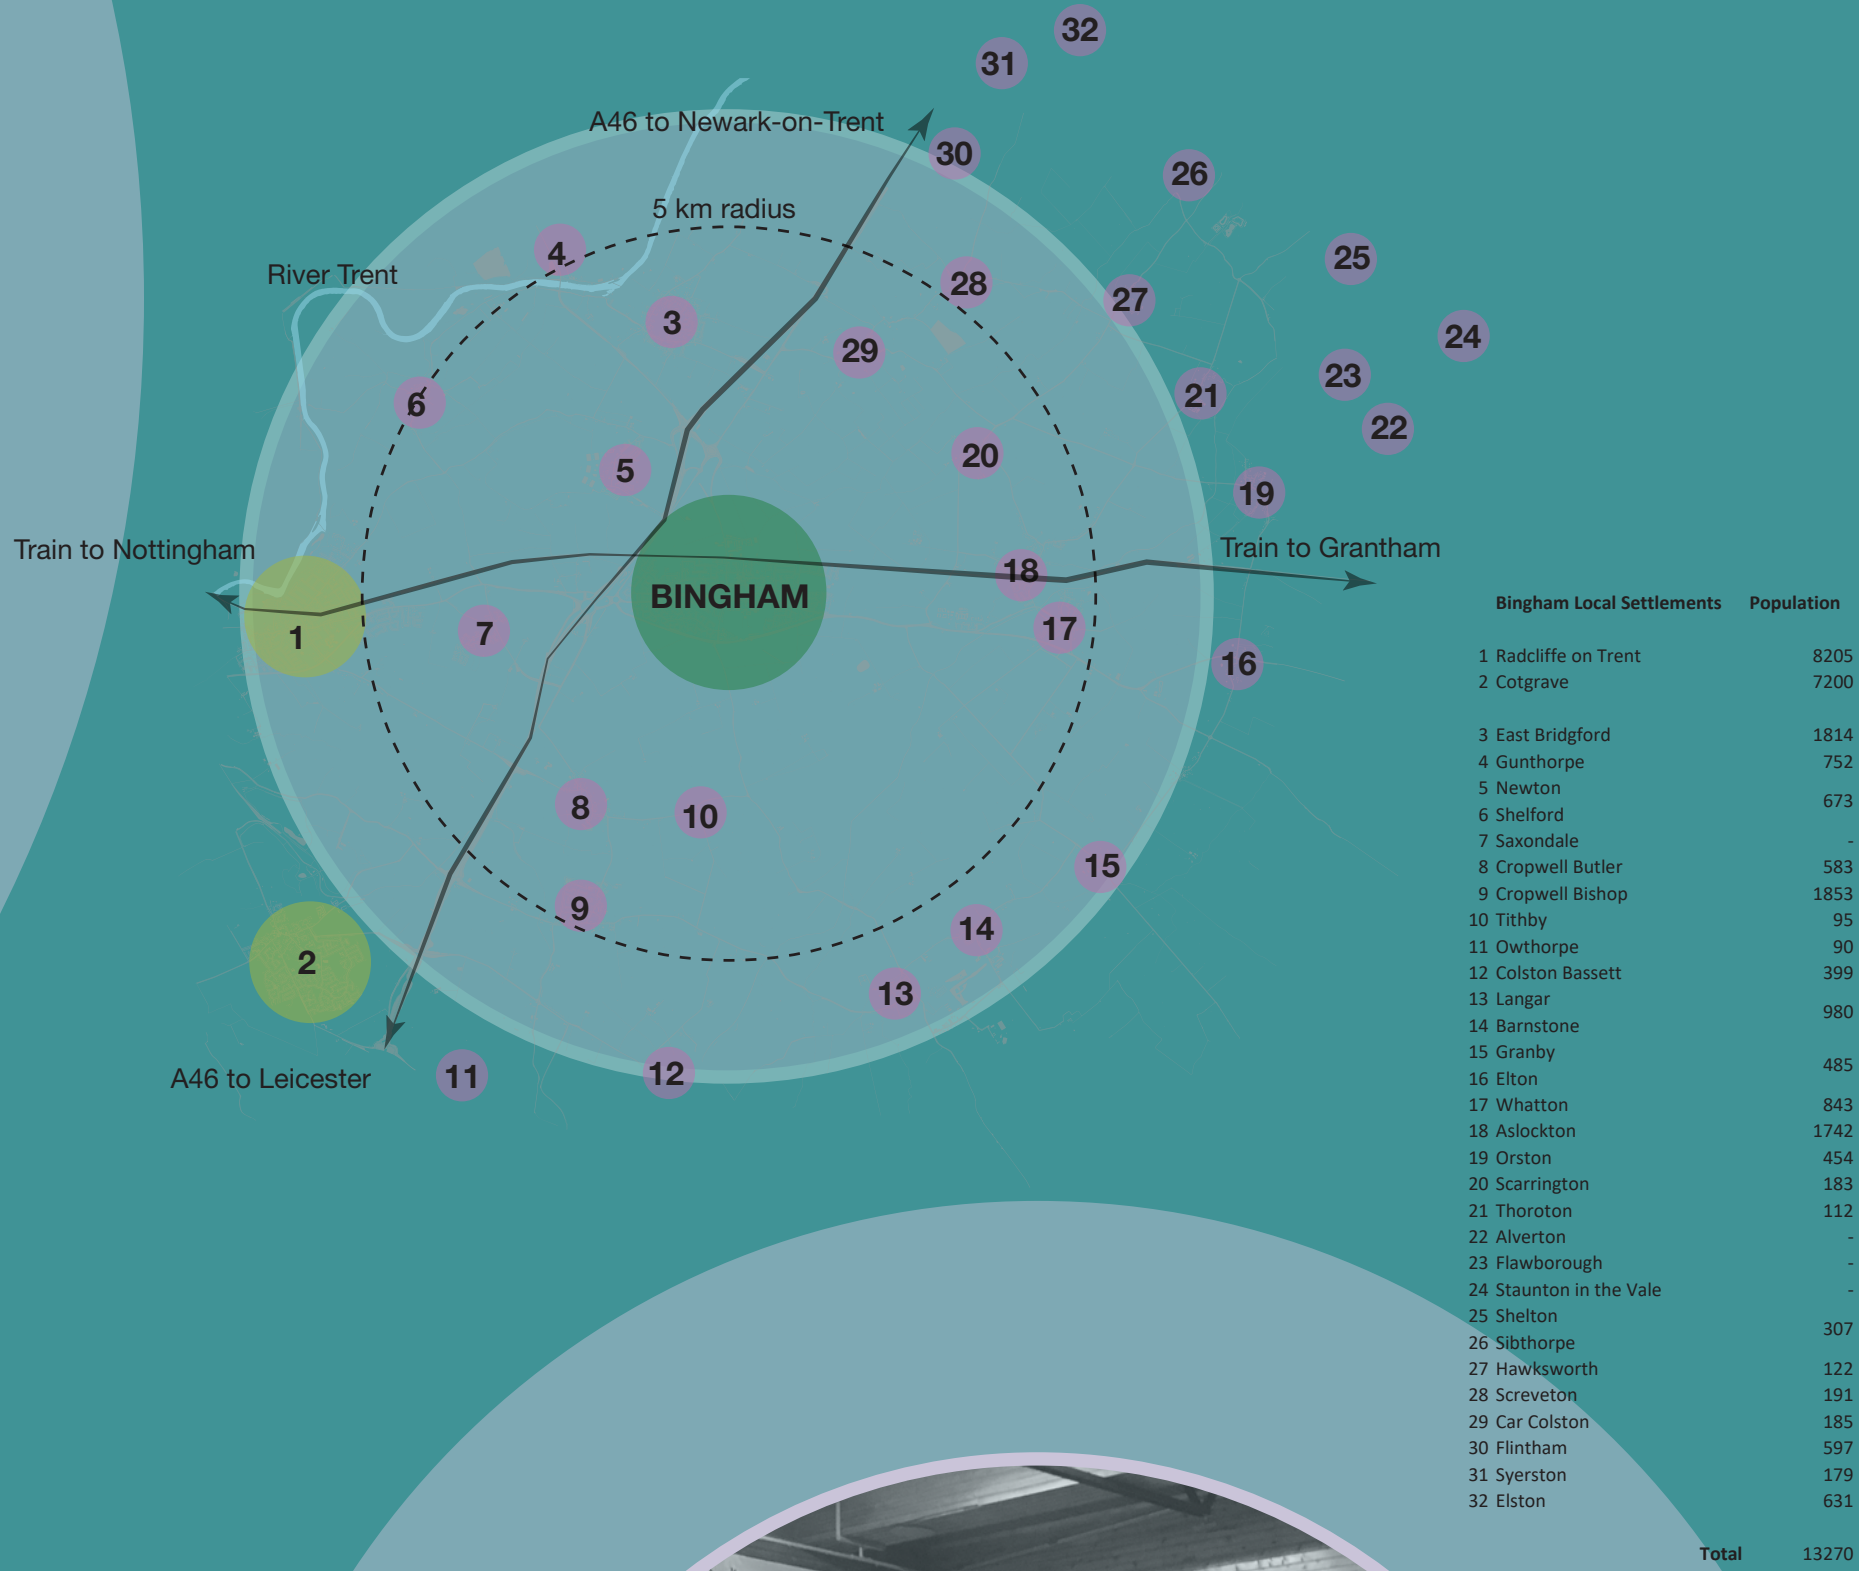 32
31
A46 to Newark-on-Trent
30
26
5 km radius
4
25
River Trent
28
27
3
24
29
23
6
21
22
20
5
19
Train to Nottingham
Train to Grantham
18
BINGHAM
1
7
17
16
8
10
15
9
14
2
13
A46 to Leicester
11
12
Bingham Local Settlements Population
1 Radcliffe on Trent 8205
2 Cotgrave 7200
3 East Bridgford 1814
4 Gunthorpe 752
5 Newton
673
6 Shelford
7 Saxondale -
8 Cropwell Butler 583
9 Cropwell Bishop 1853
10 Tithby 95
11 Owthorpe 90
12 Colston Bassett 399
13 Langar
980
14 Barnstone
15 Granby
485
16 Elton
17 Whatton 843
18 Aslockton 1742
19 Orston 454
20 Scarrington 183
21 Thoroton 112
22 Alverton -
23 Flawborough -
24 Staunton in the Vale -
25 Shelton
307
26 Sibthorpe
27 Hawksworth 122
28 Screveton 191
29 Car Colston 185
30 Flintham 597
31 Syerston 179
32 Elston 631
Total 13270